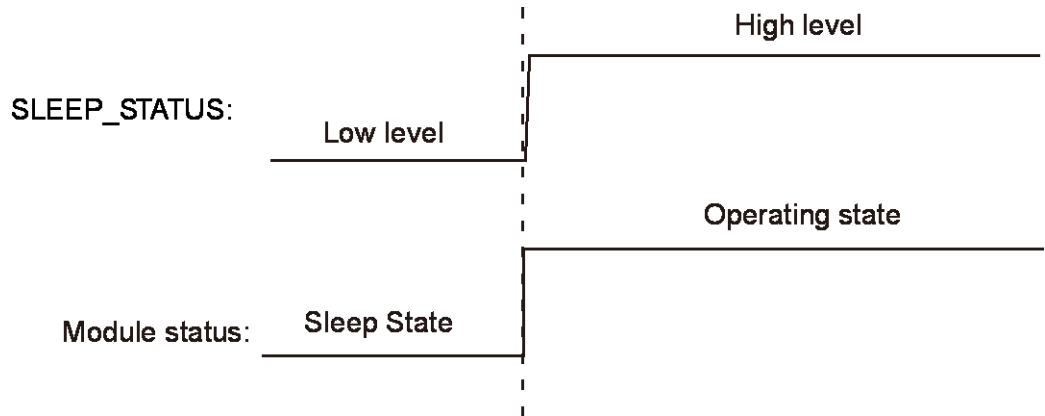 High level
SLEEP_STATUS:
Low level
Operating state
Sleep State
Module status: